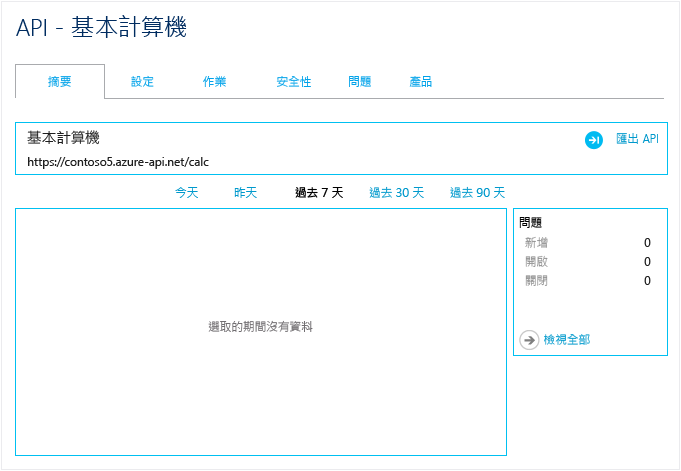 API - 基本計算機
摘要 設定 作業 安全性 問題 產品
基本計算機
匯出 API
https://contoso5.azure-api.net/calc
今天 昨天 過去 7 天 過去 30 天 過去 90 天
選取的期間沒有資料
問題
新增 0
開啟 0
關閉 0
檢視全部